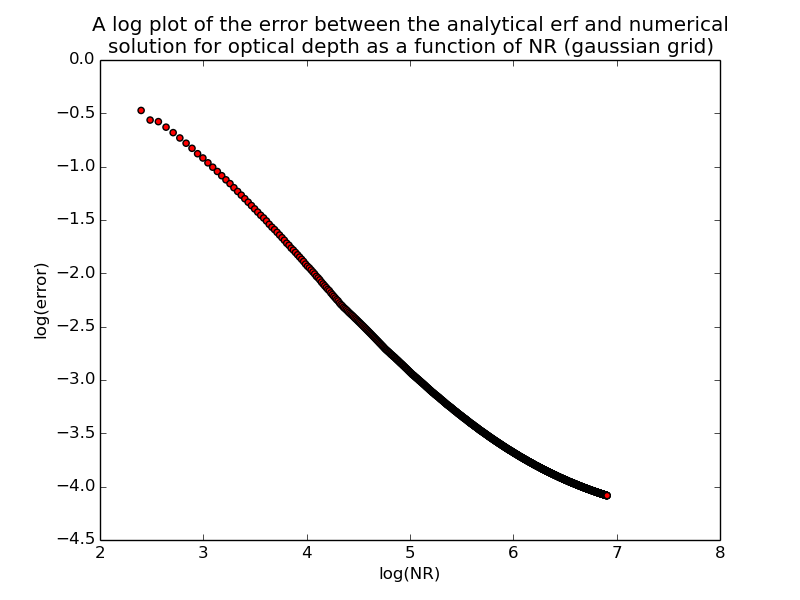 A log plot of the error between the analytical erf and numerical
solution for optical depth as a function of NR (gaussian grid)
0.0
−0.5
−1.0
−1.5
−2.0
−2.5
−3.0
−3.5
−4.0
−4.5
log(error)
2 3 4 5 6 7 8
log(NR)